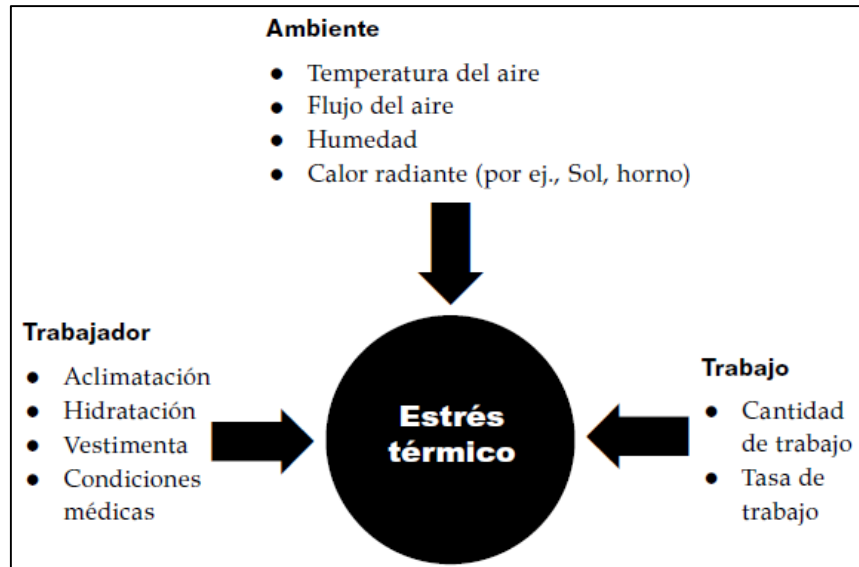 Ambiente
● Temperatura del aire
● Flujo del aire
● Humedad
● Calor radiante (por ej., Sol, horno)
Trabajador
● Aclimatación
● Hidratación
● Vestimenta
● Condiciones
médicas
Estrés
térmico
Trabajo
● Cantidad
de trabajo
● Tasa de
trabajo